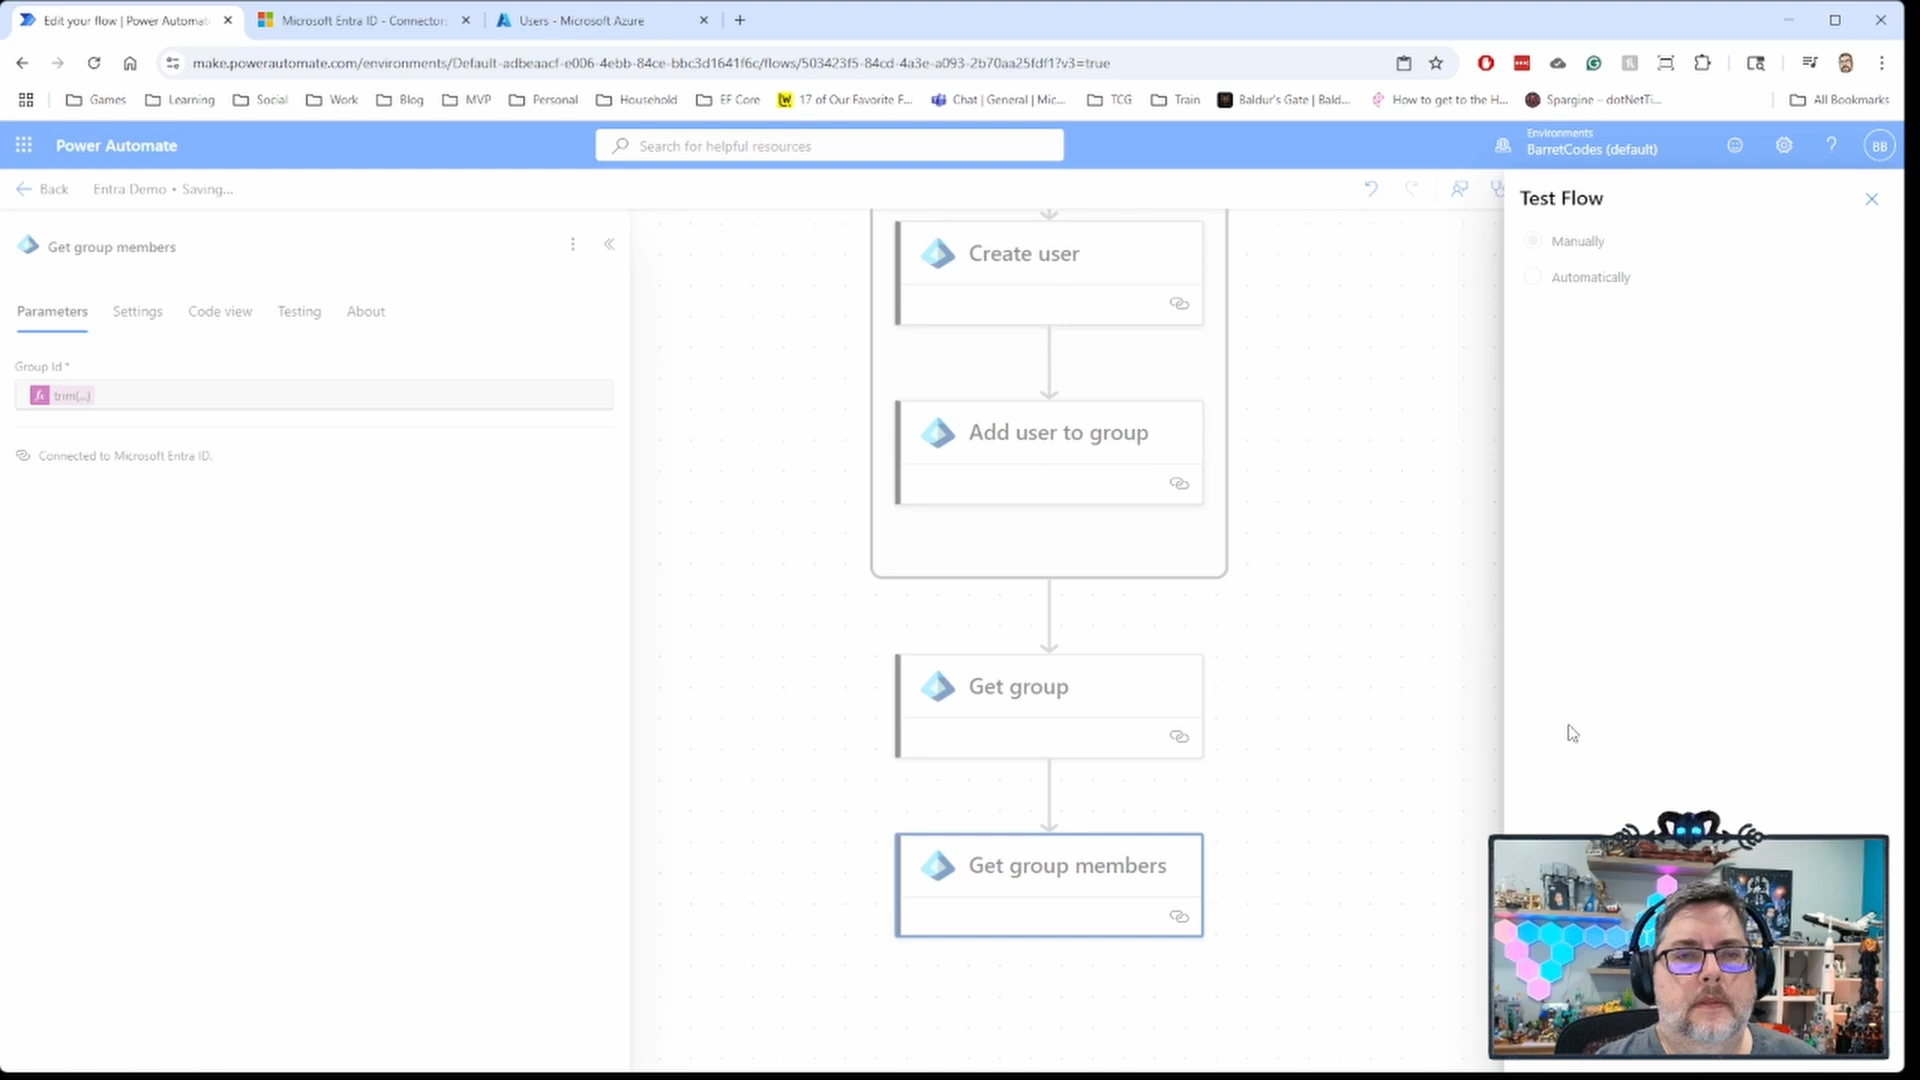 Edit your flow | Power Automat
Microsoft Entra ID - Connectors
Users - Microsoft Azure
make.powerautomate.com/environments/Default-adbeaacf-e006-4ebb-84ce-bbc3d1641f6c/flows/503423f5-84cd-4a3e-a093-2b70aa25fdf1?v3=true
Games
Learning
Social
Work
Blog
MVP
Personal
Household
EF Core
17 of Our Favorite F...
Chat | General | Mic...
TCG
Train
Baldur's Gate | Bald...
How to get to the H...
Spargine – dotNetTi...
All Bookmarks
Power Automate
Search for helpful resources
Environments
BarretCodes (default)
BB
Back
Entra Demo • Saving...
Test Flow
Manually
Automatically
Get group members
Parameters
Settings
Code view
Testing
About
Group Id *
fx trim(...)
Connected to Microsoft Entra ID.
Create user
Add user to group
Get group
Get group members